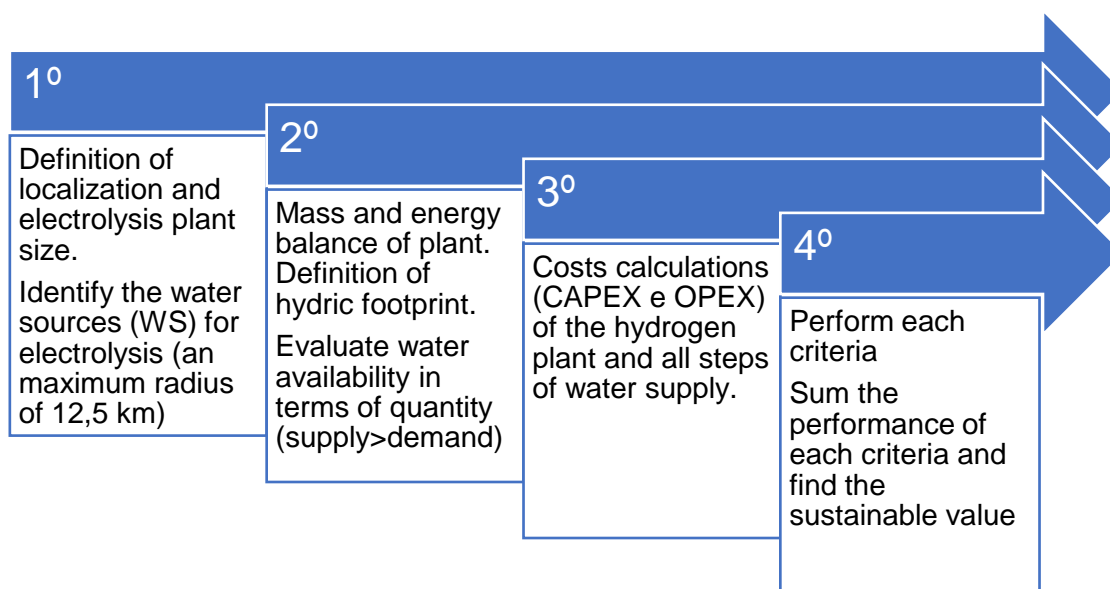 1º
Definition of
localization and
electrolysis plant
size.
Identify the water
sources (WS) for
electrolysis (an
maximum radius
of 12,5 km)
2º
Mass and energy
balance of plant.
Definition of
hydric footprint.
Evaluate water
availability in
terms of quantity
(supply>demand)
3º
Costs calculations
(CAPEX e OPEX)
of the hydrogen
plant and all steps
of water supply.
4º
Perform each
criteria
Sum the
performance of
each criteria and
find the
sustainable value